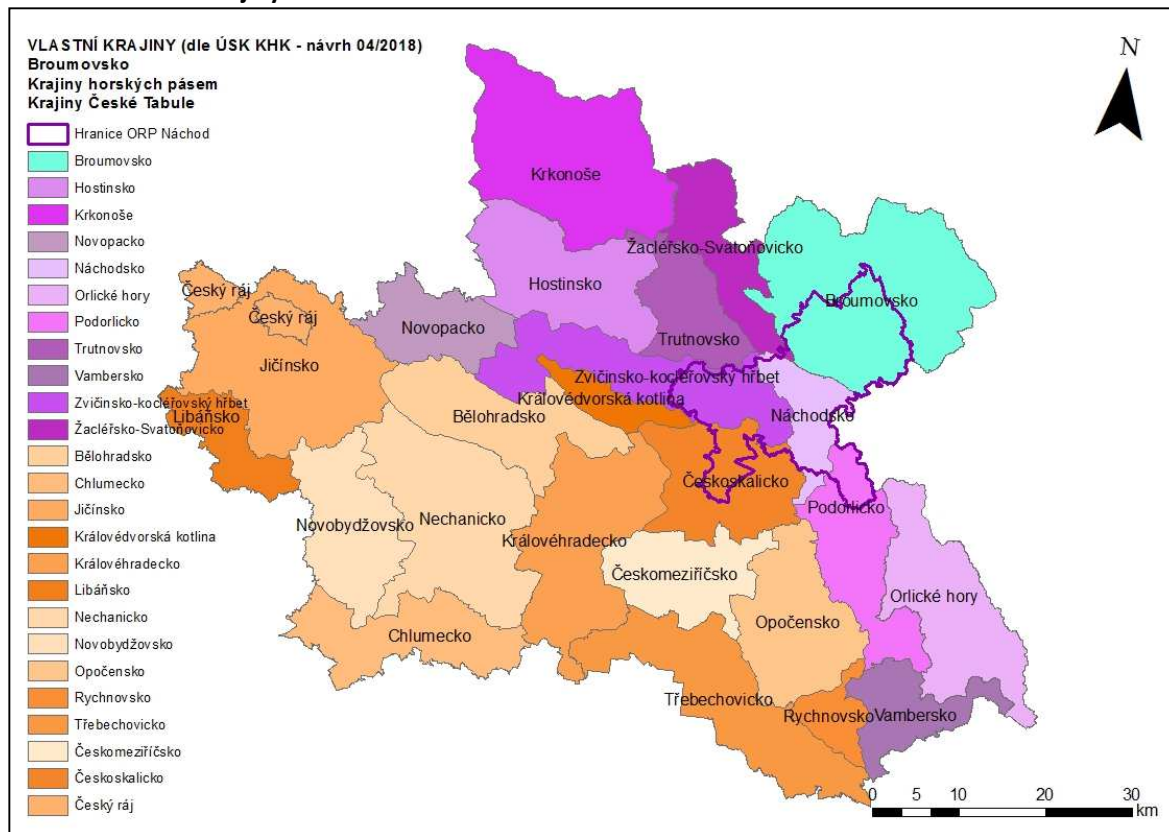 VLASTNÍ KRAJINY (dle ÚSK KHK - návrh 04/2018)
Broumovsko
Krajiny horských pásem
Krajiny České Tabule
Hranice ORP Náchod
Broumovsko
Hostinsko
Krkonoše
Novopacko
Náchodsko
Orlické hory
Podorlicko
Trutnovsko
Vambersko
Zvičinsko-kocléřovský hřbet
Žacléřsko-Svatoňovicko
Bělohradsko
Chlumecko
Jičínsko
Královédvorská kotlina
Královéhradecko
Libáňsko
Nechanicko
Novobydžovsko
Opočensko
Rychnovsko
Třebechovicko
Českomeziříčsko
Českoskalicko
Český ráj
N
Krkonoše
Žacléřsko-Svatoňovicko
Hostinsko
Český ráj
Broumovsko
Český ráj
Novopacko
Trutnovsko
Jičínsko
Zvičinsko-kocléřovský hřbet
Královédvorská kotlina
Libáňsko
Bělohradsko
Náchodsko
Českoskalicko
Podorlicko
Novobydžovsko
Nechanicko
Královéhradecko
Českomeziříčsko
Orlické hory
Opočensko
Chlumecko
Třebechovicko
Rychnovsko
Vambersko
0 5 10 20 30
km